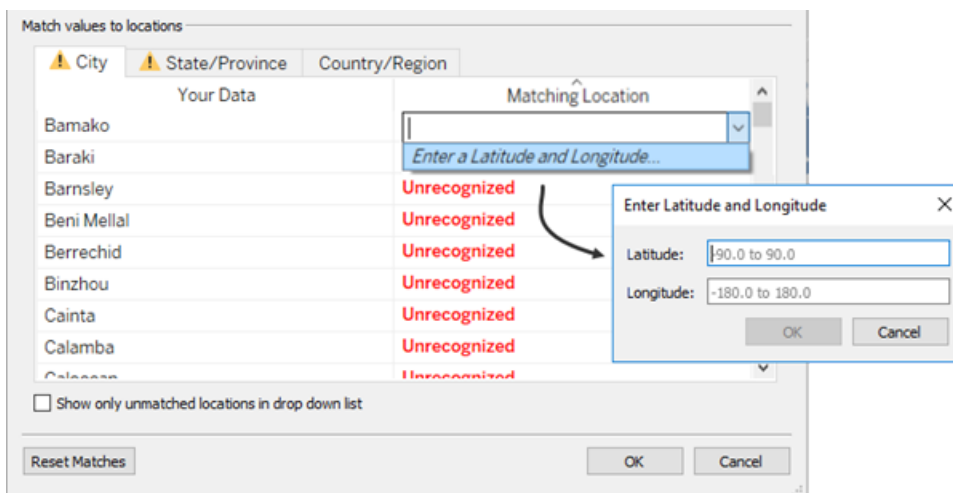 Match values to locations
City State/Province Country/Region
Your Data Matching Location
Bamako
Baraki Enter a Latitude and Longitude...
Barnsley Unrecognized
Beni Mellal Unrecognized
Berrechid Unrecognized
Binzhou Unrecognized
Cainta Unrecognized
Calamba Unrecognized
Unrecognized
Show only unmatched locations in drop down list
Reset Matches OK Cancel
Enter Latitude and Longitude
Latitude: -90.0 to 90.0
Longitude: -180.0 to 180.0
OK Cancel